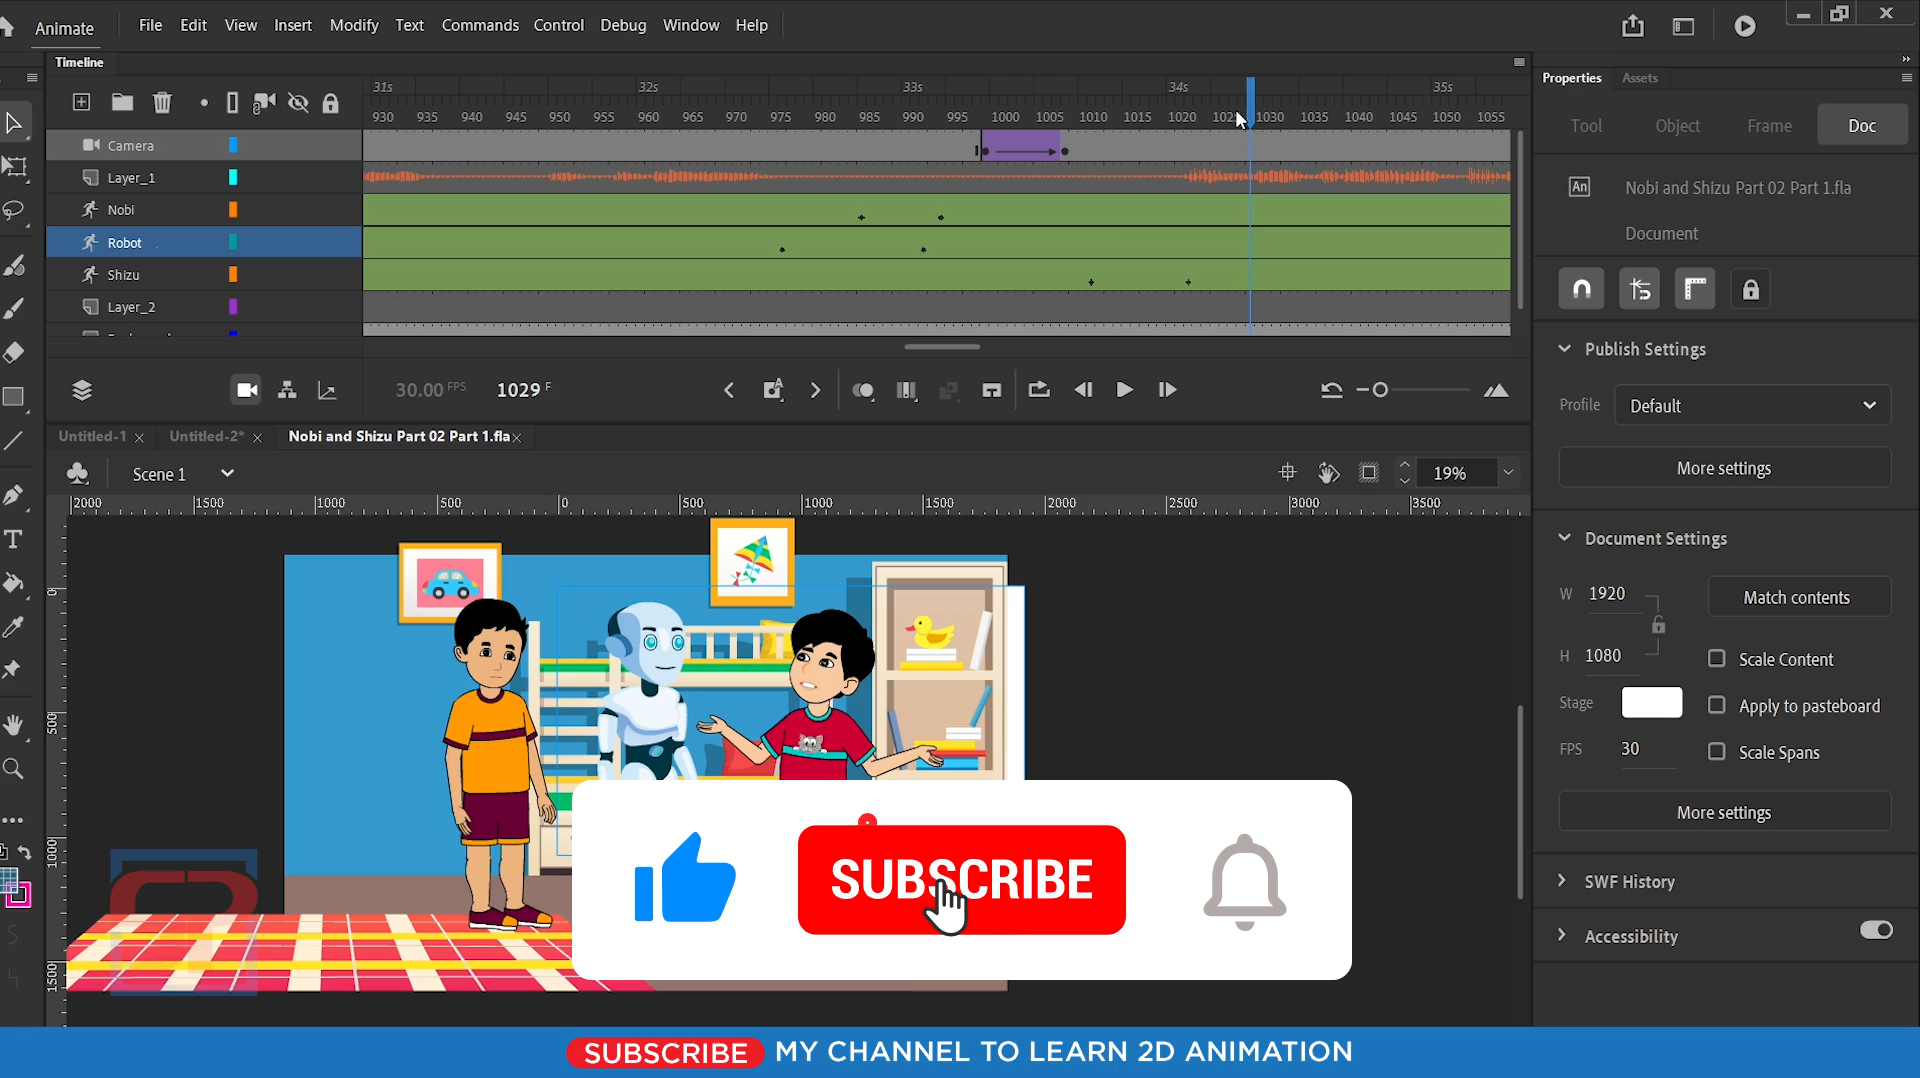 Animate File Edit View Insert Modify Text Commands Control Debug Window Help
Timeline
31s 32s 33s 34s 35s
930 935 940 945 950 955 960 965 970 975 980 985 990 995 1000 1005 1010 1015 1020 1030 1035 1040 1045 1050 1055
Camera
Layer_1
Nobi
Robot
Shizu
Layer_2
30.00 FPS 1029 F
Untitled-1 Untitled-2* Nobi and Shizu Part 02 Part 1.fla
Scene 1 19%
2000 1500 1000 500 0 500 1000 1500 2000 2500 3000 3500
0
500
1000
1500
Properties Assets
Tool Object Frame Doc
An Nobi and Shizu Part 02 Part 1.fla
Document
Publish Settings
Profile Default
More settings
Document Settings
W 1920 Match contents
H 1080 Scale Content
Stage Apply to pasteboard
FPS 30 Scale Spans
More settings
SWF History
Accessibility
SUBSCRIBE
SUBSCRIBE MY CHANNEL TO LEARN 2D ANIMATION